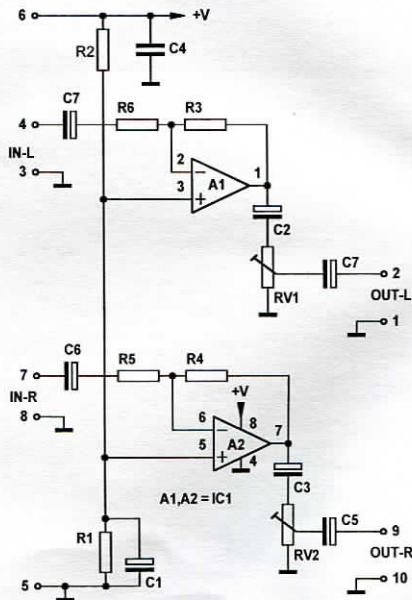 6
+V
R2
C4
C7
R6
R3
4
IN-L
3
2
−
1
3
+
A1
C2
RV1
C7
2
OUT-L
1
C6
R5
R4
7
IN-R
8
+V
6
−
8
7
5
+
A2
4
C3
A1,A2 = IC1
R1
C1
RV2
C5
9
OUT-R
10
5